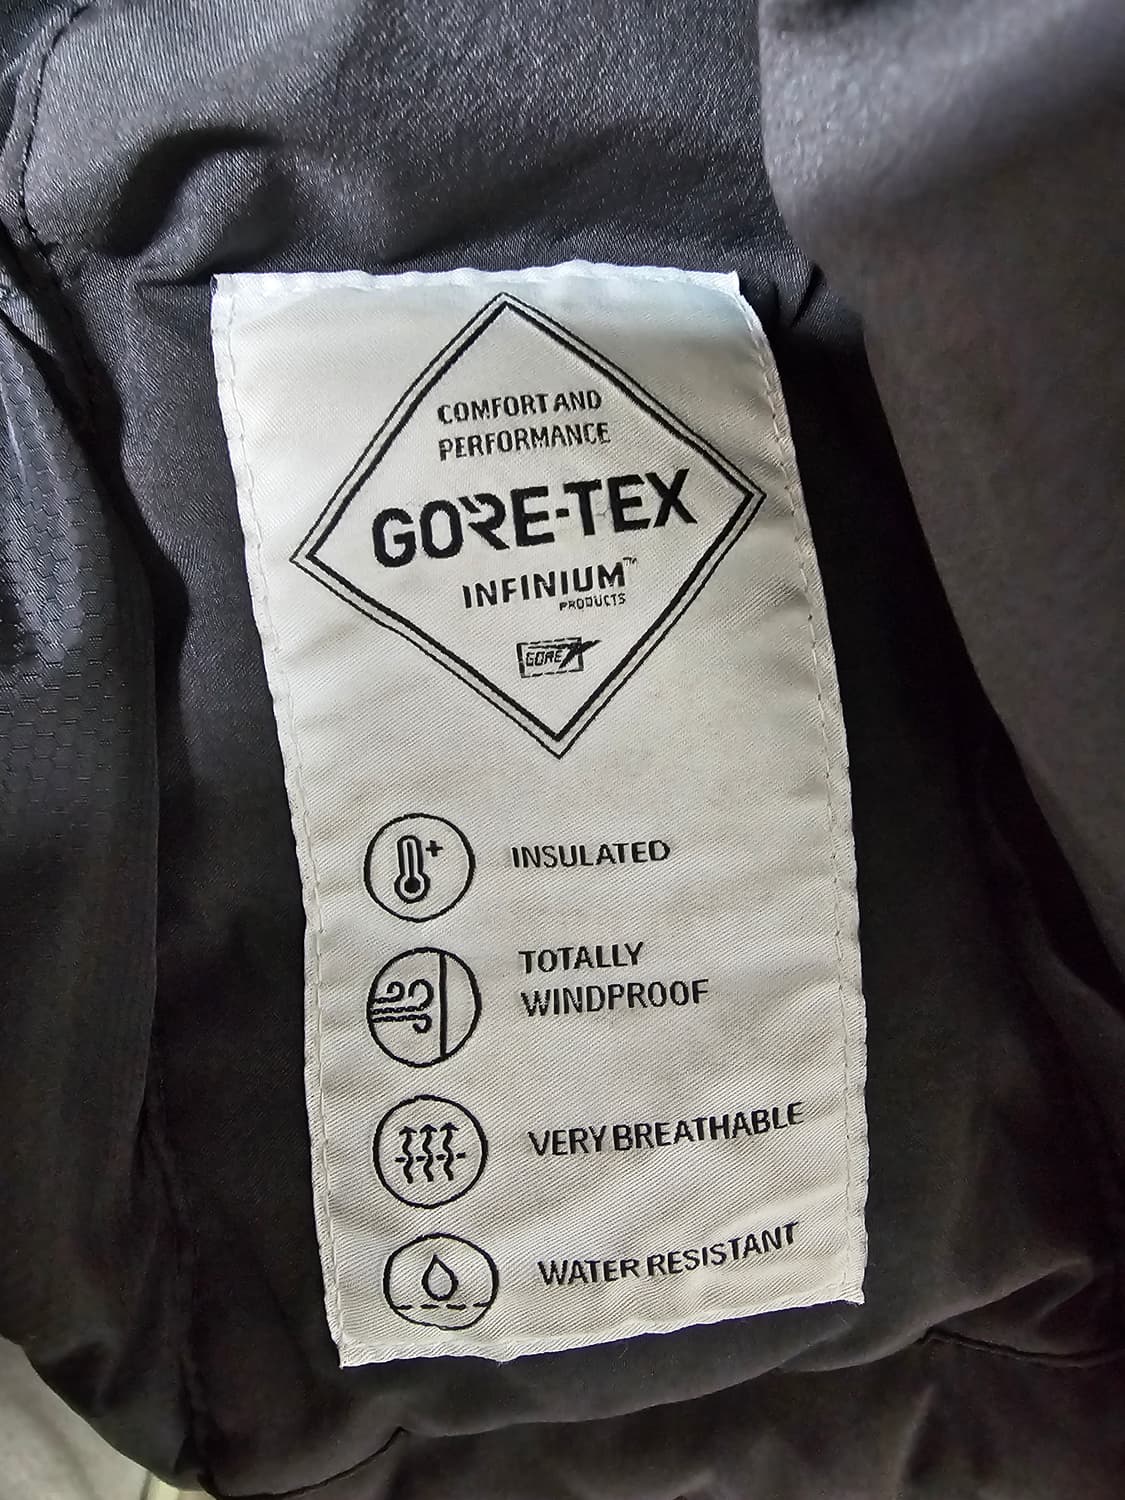 COMFORT AND
PERFORMANCE
GORE-TEX
INFINIUM™
PRODUCTS
GORE
INSULATED
TOTALLY
WINDPROOF
VERY BREATHABLE
WATER RESISTANT